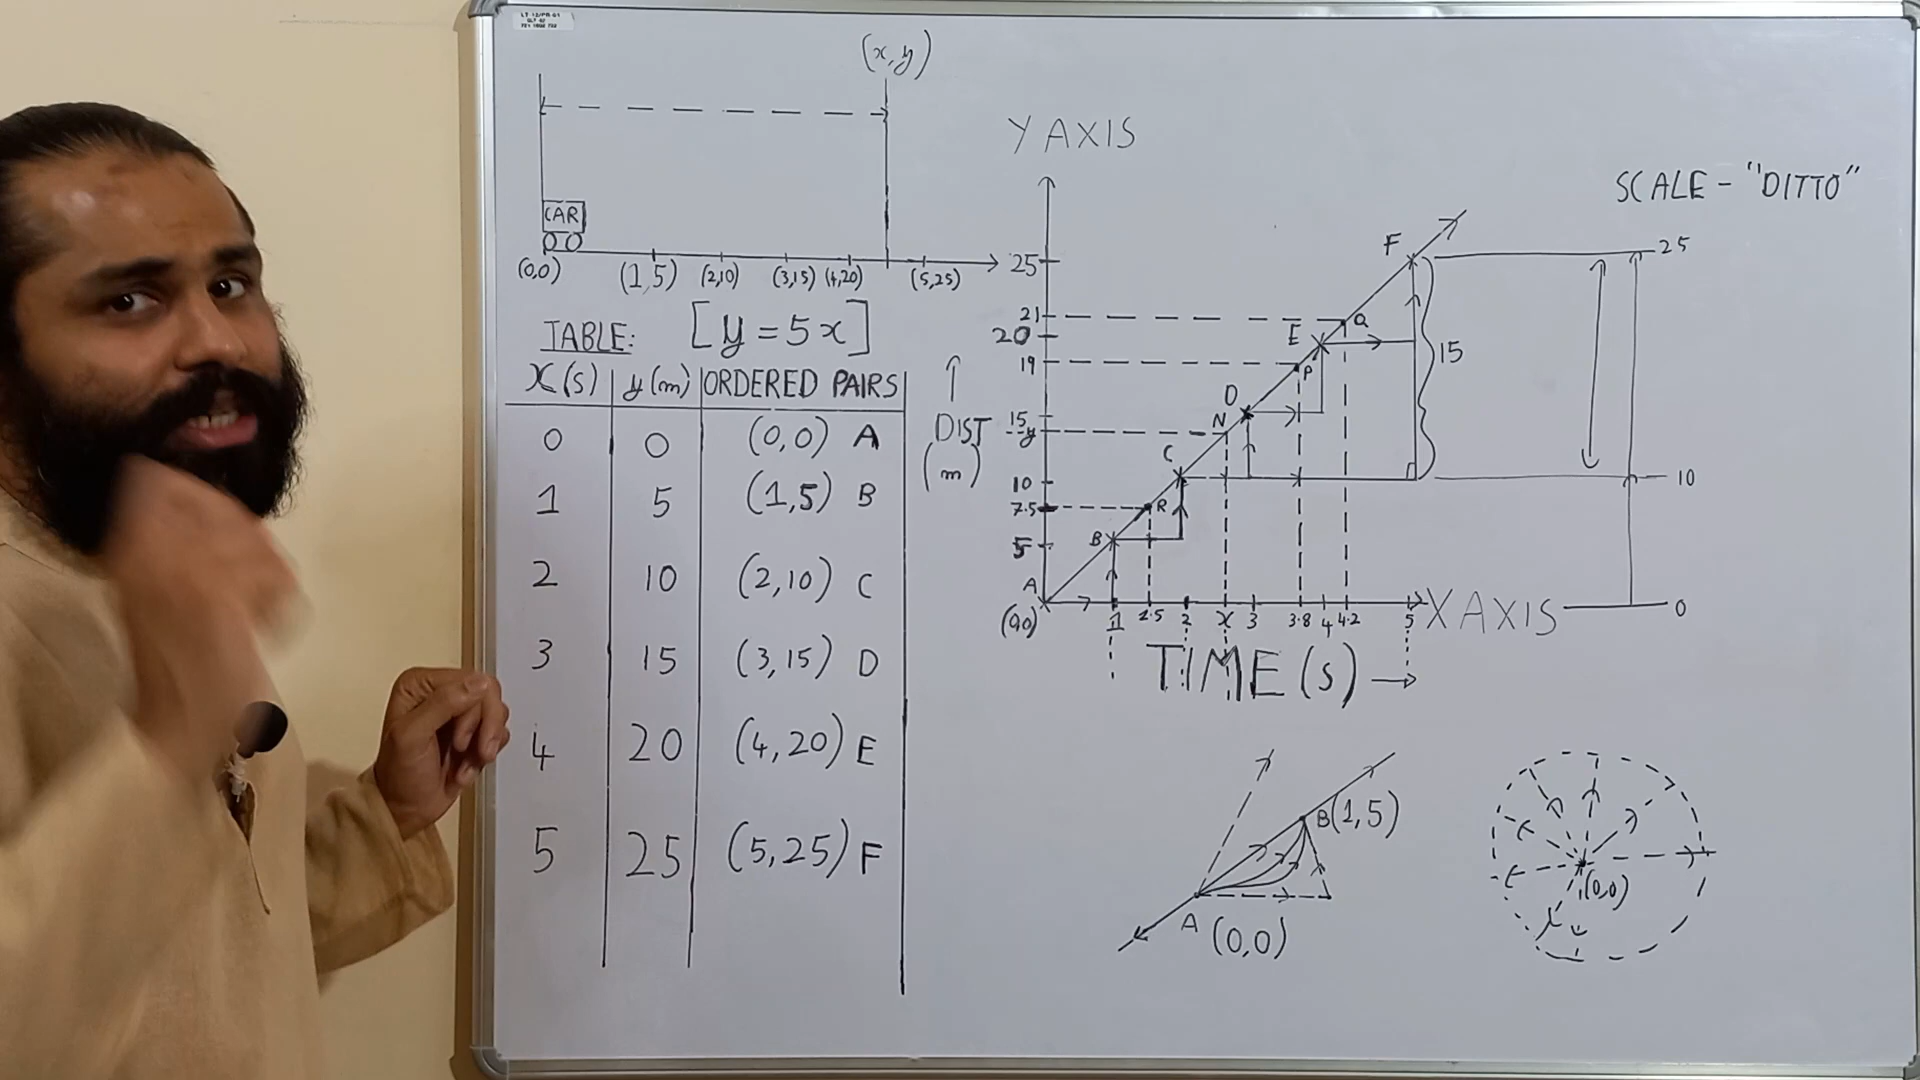 LT 12/PB 01
(x, y)
CAR
(0,0) (1,5) (2,10) (3,15) (4,20) (5,25)
TABLE: [y = 5x]
X(s) y(m) ORDERED PAIRS
0 0 (0,0) A
1 5 (1,5) B
2 10 (2,10) C
3 15 (3,15) D
4 20 (4,20) E
5 25 (5,25) F
Y AXIS
SCALE - "DITTO"
25
21
20
19
15
y
10
7.5
5
DIST
(m)
A
B
R
C
N
D
P
E
Q
F
15
25
10
0
(0,0) 1 2.5 2 x 3 3.8 4 4.2 5 X AXIS
TIME (s)
B(1,5)
A (0,0)
(0,0)